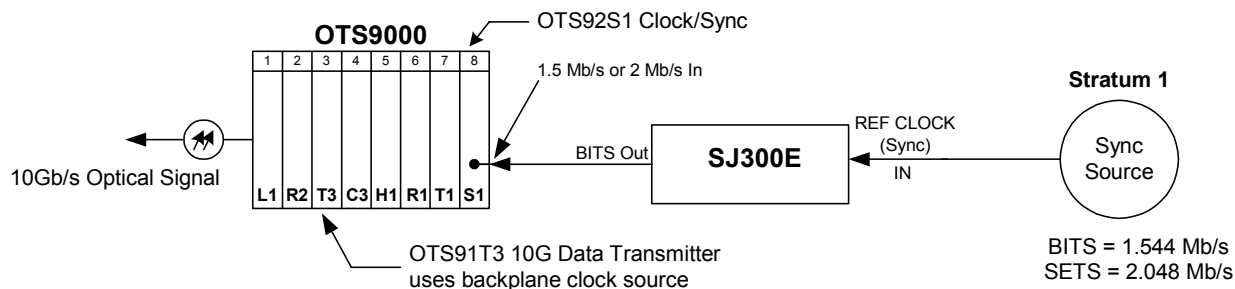 OTS92S1 Clock/Sync
OTS9000
1 2 3 4 5 6 7 8
1.5 Mb/s or 2 Mb/s In
Stratum 1
10Gb/s Optical Signal
L1 R2 T3 C3 H1 R1 T1 S1
BITS Out
SJ300E
REF CLOCK
(Sync)
IN
Sync
Source
OTS91T3 10G Data Transmitter
uses backplane clock source
BITS = 1.544 Mb/s
SETS = 2.048 Mb/s